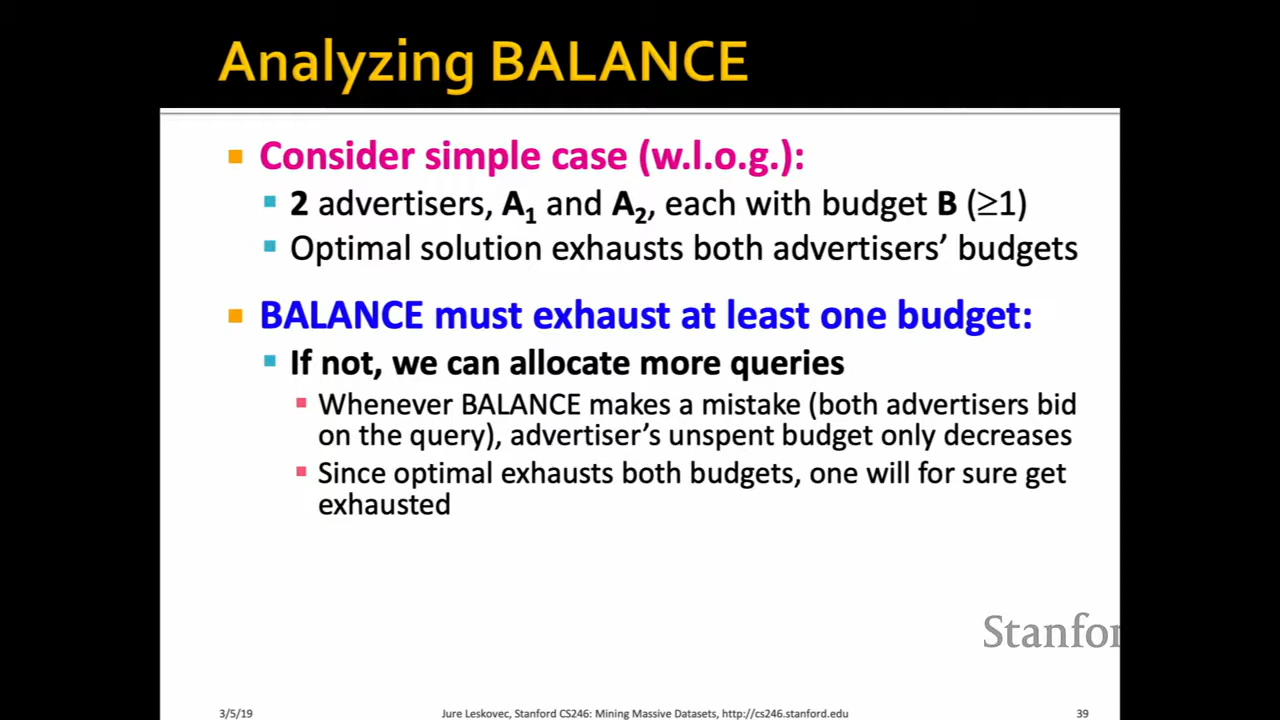 Analyzing BALANCE
Consider simple case (w.l.o.g.):
2 advertisers, A1 and A2, each with budget B (≥1)
Optimal solution exhausts both advertisers’ budgets
BALANCE must exhaust at least one budget:
If not, we can allocate more queries
Whenever BALANCE makes a mistake (both advertisers bid
on the query), advertiser’s unspent budget only decreases
Since optimal exhausts both budgets, one will for sure get
exhausted
Stanfor
3/5/19
Jure Leskovec, Stanford CS246: Mining Massive Datasets, http://cs246.stanford.edu
39